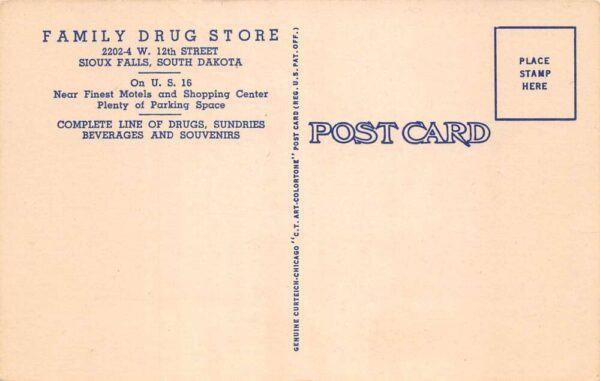 FAMILY DRUG STORE
2202-4 W. 12th STREET
SIOUX FALLS, SOUTH DAKOTA
On U. S. 16
Near Finest Motels and Shopping Center
Plenty of Parking Space
COMPLETE LINE OF DRUGS, SUNDRIES
BEVERAGES AND SOUVENIRS
GENUINE CURTEICH-CHICAGO "C.T. ART-COLORTONE" POST CARD (REG. U.S. PAT. OFF.)
POST CARD
PLACE
STAMP
HERE